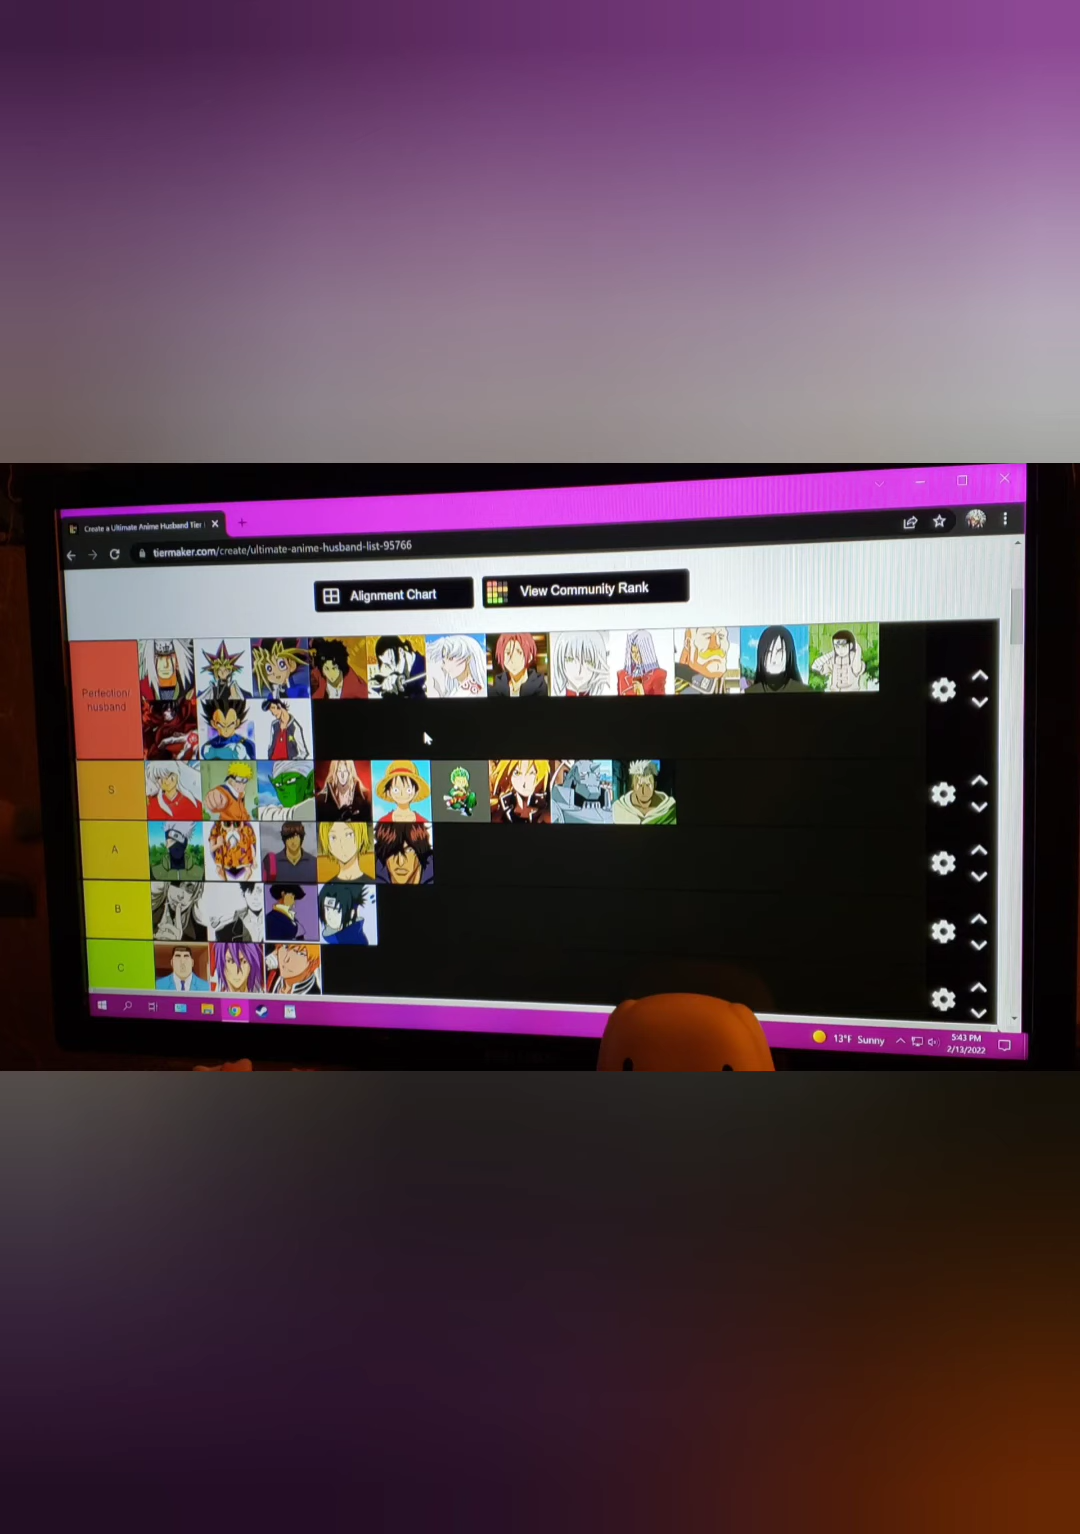 Create a Ultimate Anime Husband Tier
tiermaker.com/create/ultimate-anime-husband-list-95766
Alignment Chart
View Community Rank
Perfection/
husband
S
A
B
C
13°F Sunny
5:43 PM
2/13/2022